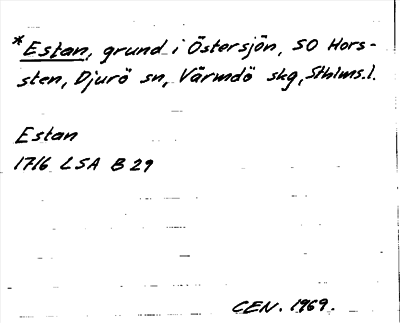 *Estan, grund i Östersjön, SO Hors-
sten, Djurö sn, Värmdö skg, Sthlms. l.
Estan
1716 LSA B 29
CEN. 1969.